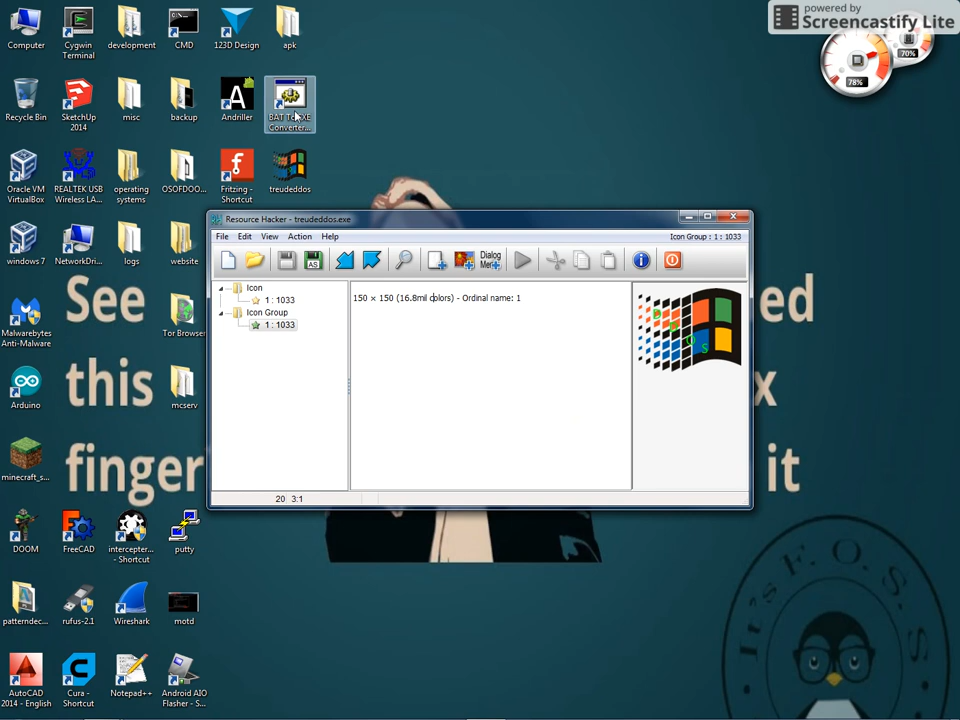 powered by
Screencastify Lite
78%
70%
Computer
Cygwin
Terminal
development
CMD
123D Design
apk
Recycle Bin
SketchUp
2014
misc
backup
Andriller
BAT To EXE
Converter...
Oracle VM
VirtualBox
REALTEK USB
Wireless LA...
operating
systems
OSOFDOO...
Fritzing -
Shortcut
treudeddos
windows 7
NetworkDri...
logs
website
Malwarebytes
Anti-Malware
Tor Browser
Arduino
mcserv
minecraft_s...
DOOM
FreeCAD
intercepter...
- Shortcut
putty
patterndec...
rufus-2.1
Wireshark
motd
AutoCAD
2014 - English
Cura -
Shortcut
Notepad++
Android AIO
Flasher - S...
Resource Hacker - treudeddos.exe
File Edit View Action Help
Icon Group : 1 : 1033
AS
Dialog
Menu
Icon
1 : 1033
Icon Group
1 : 1033
150 × 150 (16.8mil colors) - Ordinal name: 1
D
D
O
S
20 3:1
See
ed
this
x
finger
it
It's F.O.S.S.